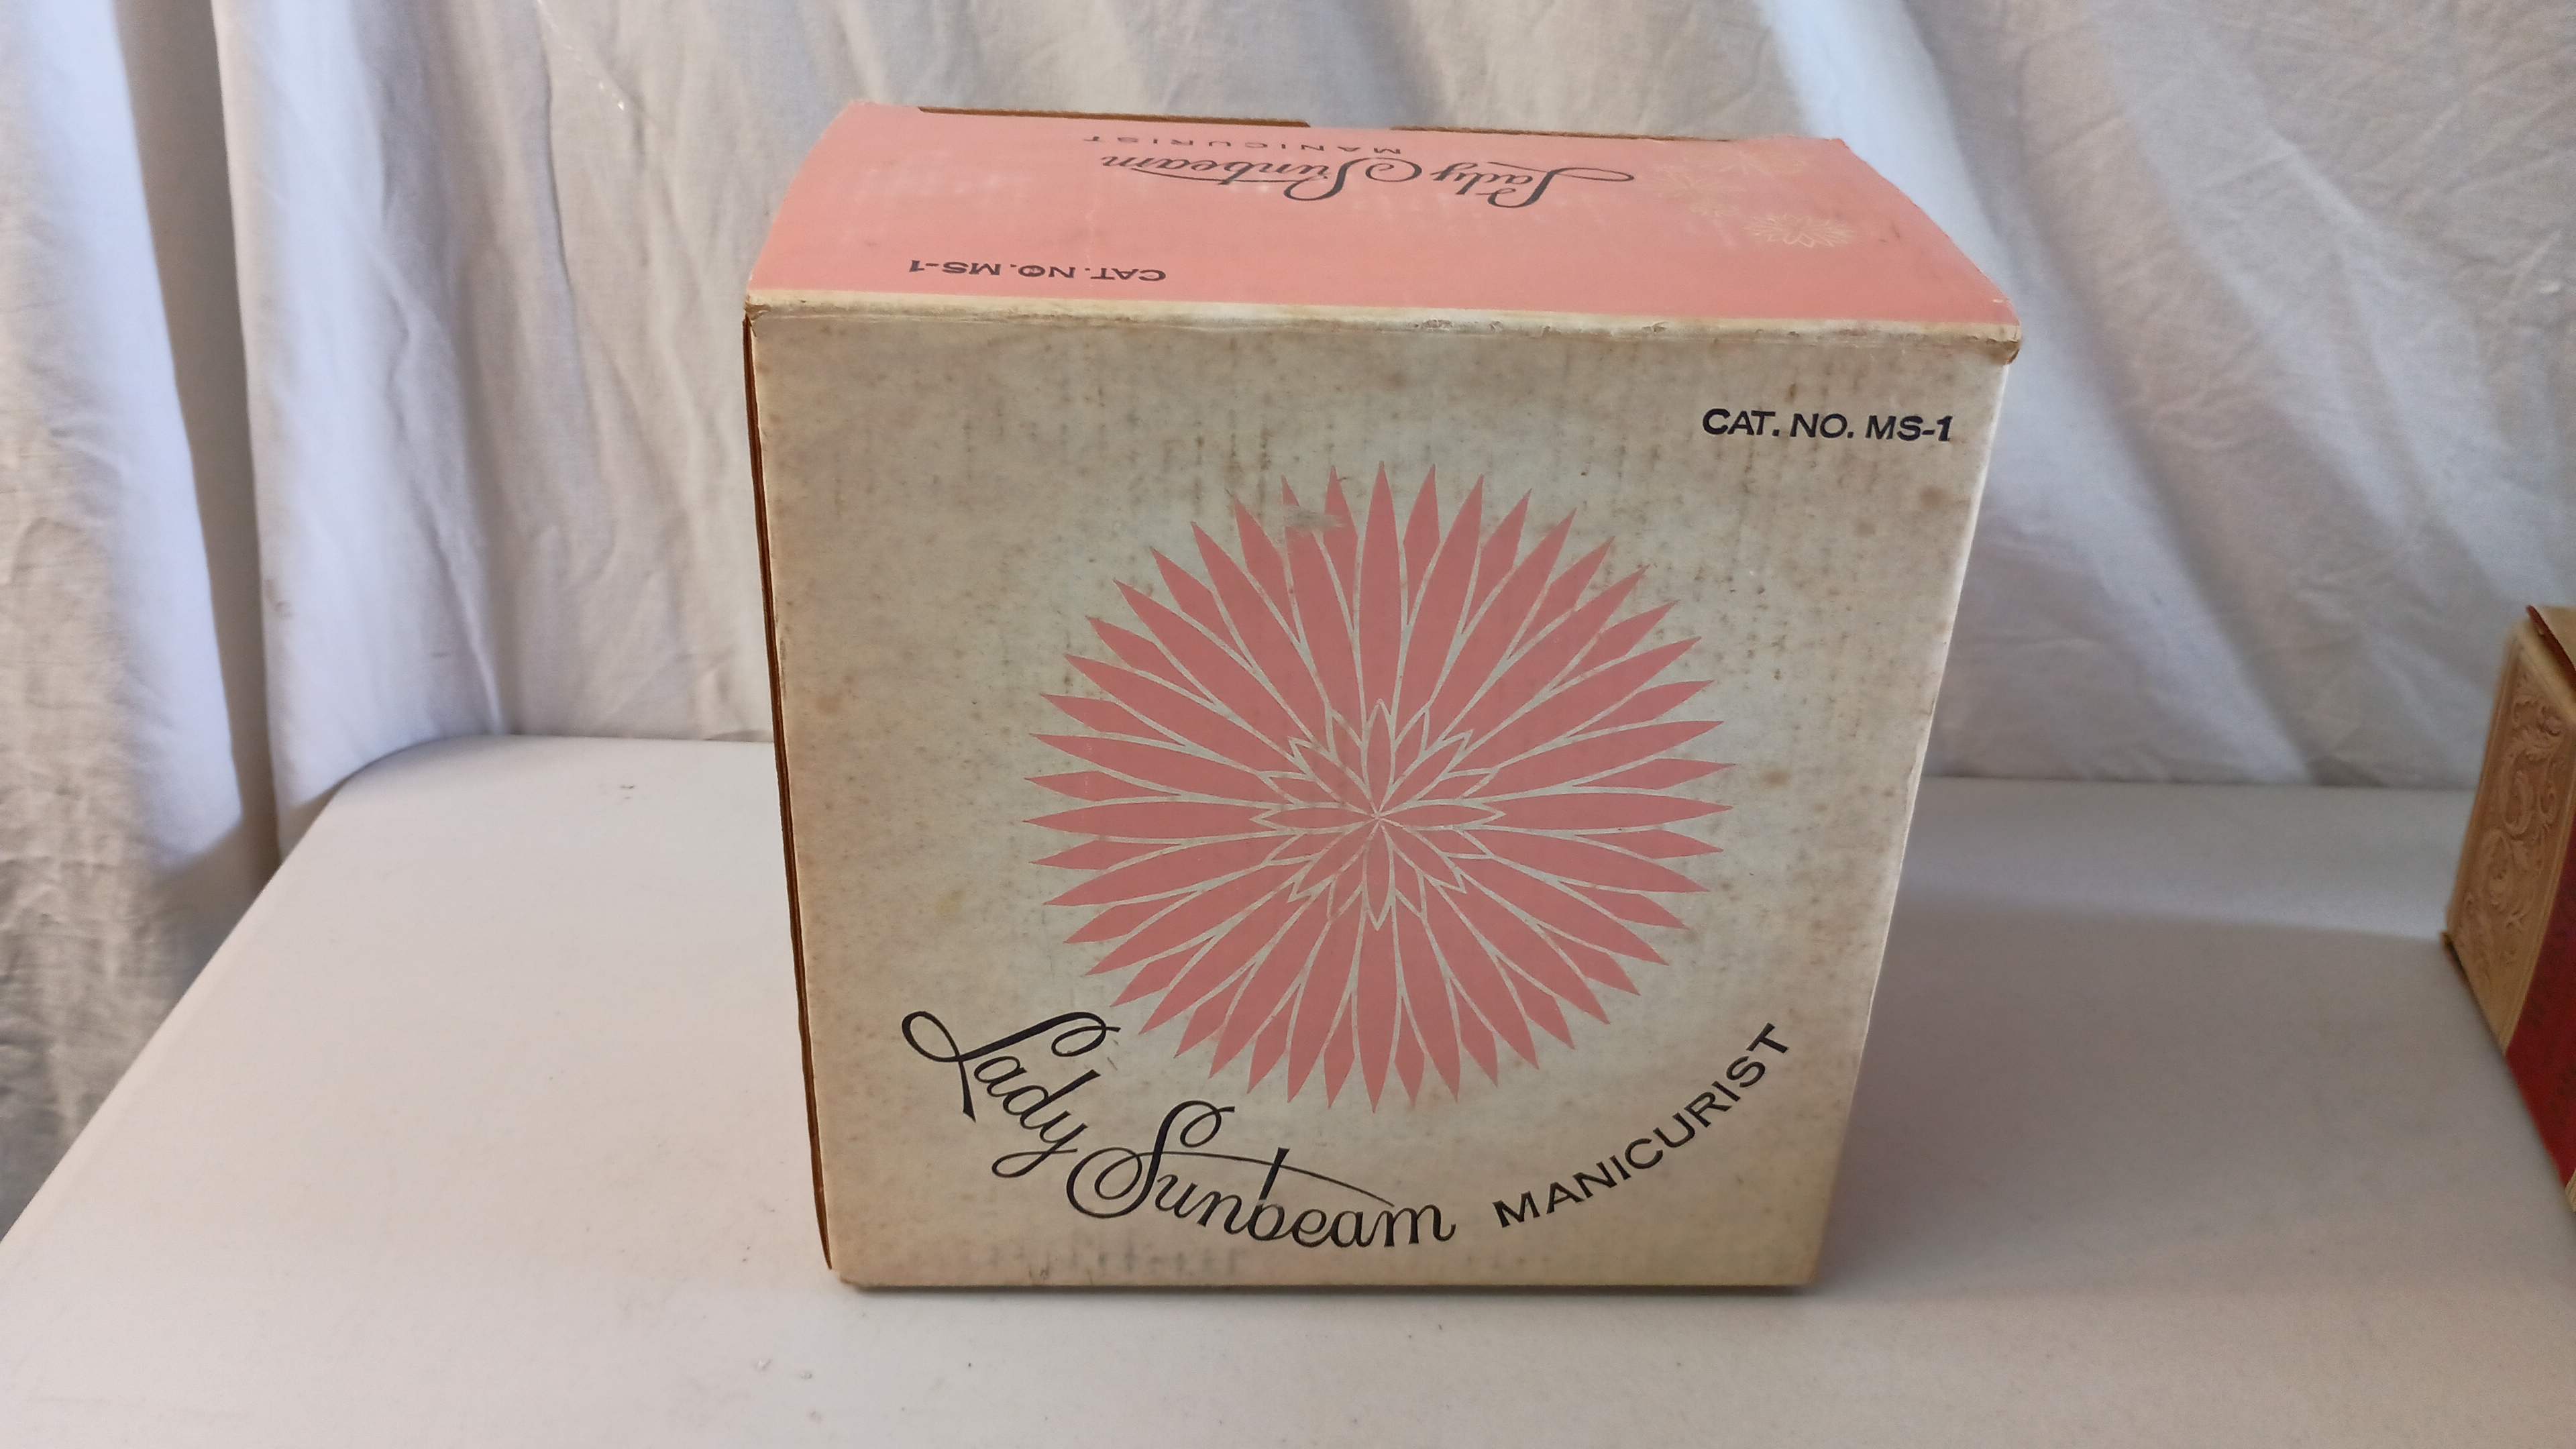 MANICURIST
Lady Sunbeam
CAT. NO. MS-1
CAT. NO. MS-1
Lady Sunbeam MANICURIST